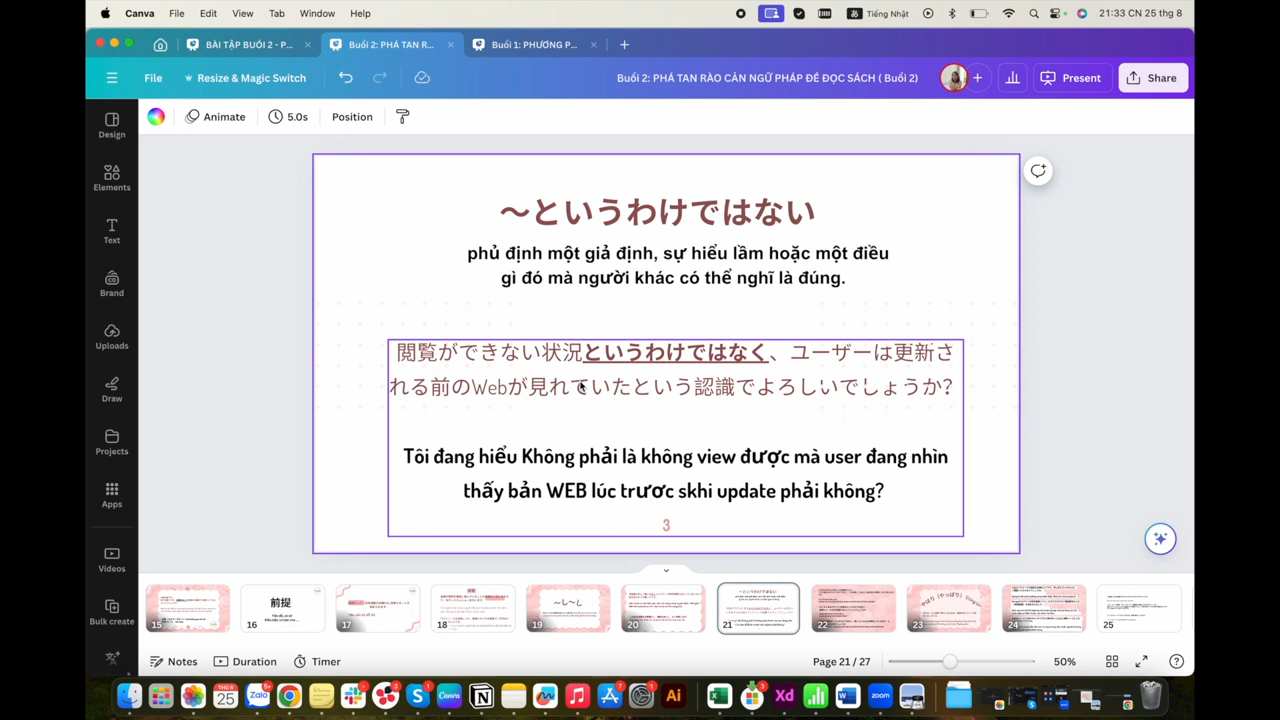 Canva File Edit View Tab Window Help Tiếng Nhật 21:33 CN 25 thg 8
BÀI TẬP BUỔI 2 - P... Buổi 2: PHÁ TAN R... Buổi 1: PHƯƠNG P...
File Resize & Magic Switch Buổi 2: PHÁ TAN RÀO CẢN NGỮ PHÁP ĐỂ ĐỌC SÁCH ( Buổi 2) Present Share
Animate 5.0s Position
Design
Elements
Text
Brand
Uploads
Draw
Projects
Apps
Videos
Bulk create
〜というわけではない
phủ định một giả định, sự hiểu lầm hoặc một điều
gì đó mà người khác có thể nghĩ là đúng.
閲覧ができない状況というわけではなく、ユーザーは更新さ
れる前のWebが見れていたという認識でよろしいでしょうか?
Tôi đang hiểu Không phải là không view được mà user đang nhìn
thấy bản WEB lúc trươc skhi update phải không?
3
前提
〜し〜し
15 16 17 18 19 20 21 22 23 24 25
Notes Duration Timer Page 21 / 27 50%